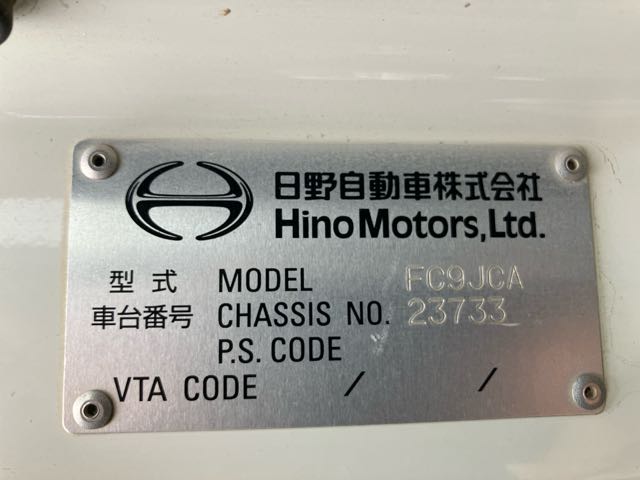 日野自動車株式会社
Hino Motors, Ltd.
型式 MODEL FC9JCA
車台番号 CHASSIS NO. 23733
P.S. CODE
VTA CODE / /